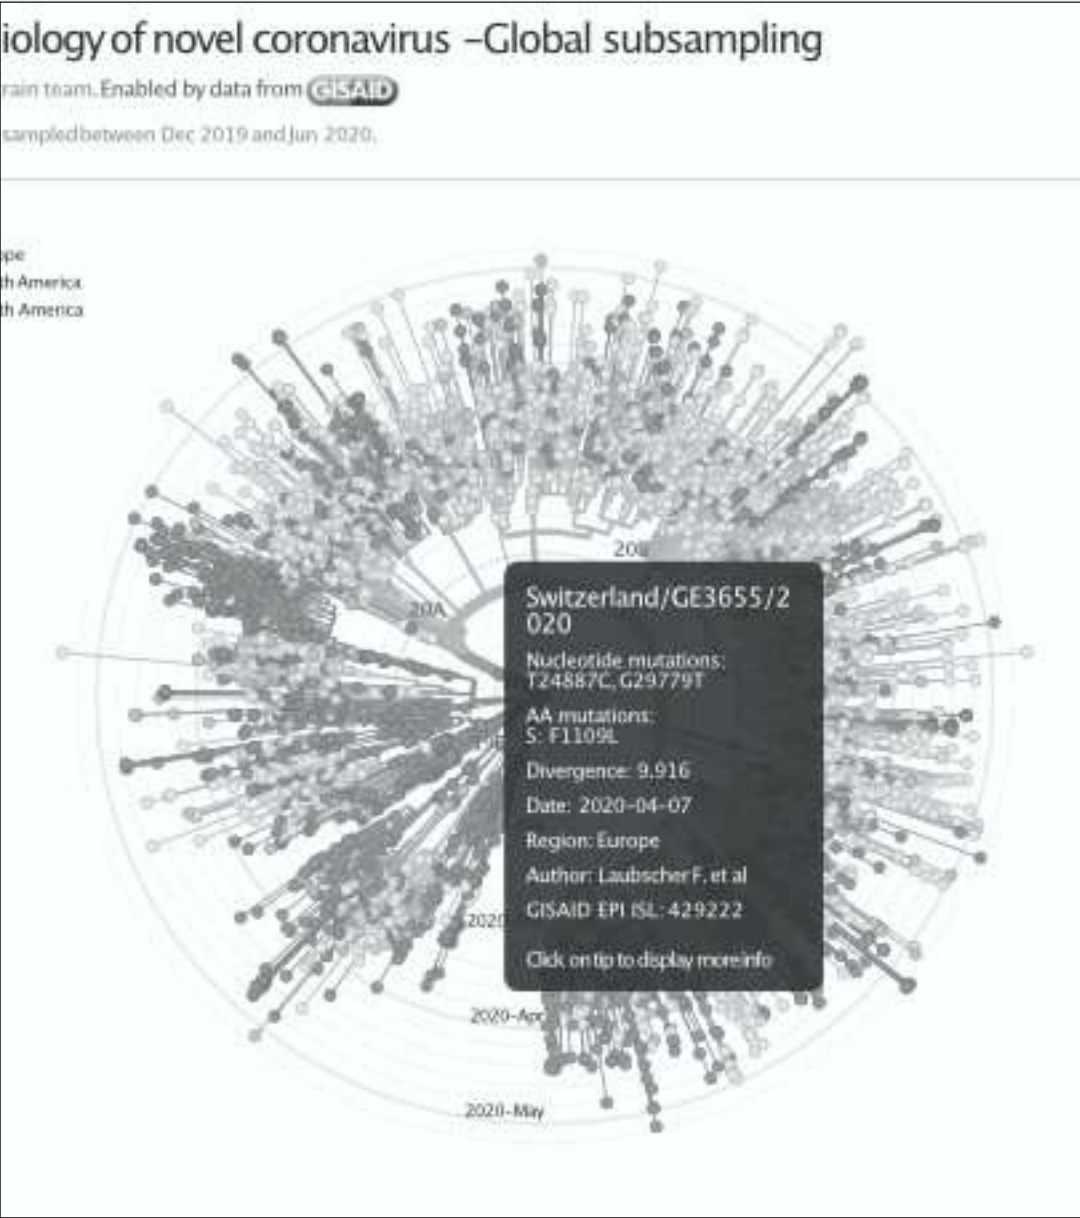 iology of novel coronavirus –Global subsampling
rain team. Enabled by data from GISAID
sampled between Dec 2019 and Jun 2020.
ope
th America
th America
20A
Switzerland/GE3655/2
020
Nucleotide mutations:
T24887C, G29779T
AA mutations:
S: F1109L
Divergence: 9.916
Date: 2020-04-07
Region: Europe
Author: Laubscher F. et al
GISAID EPI ISL: 429222
Click on tip to display more info
2020
2020-Apr
2020-May